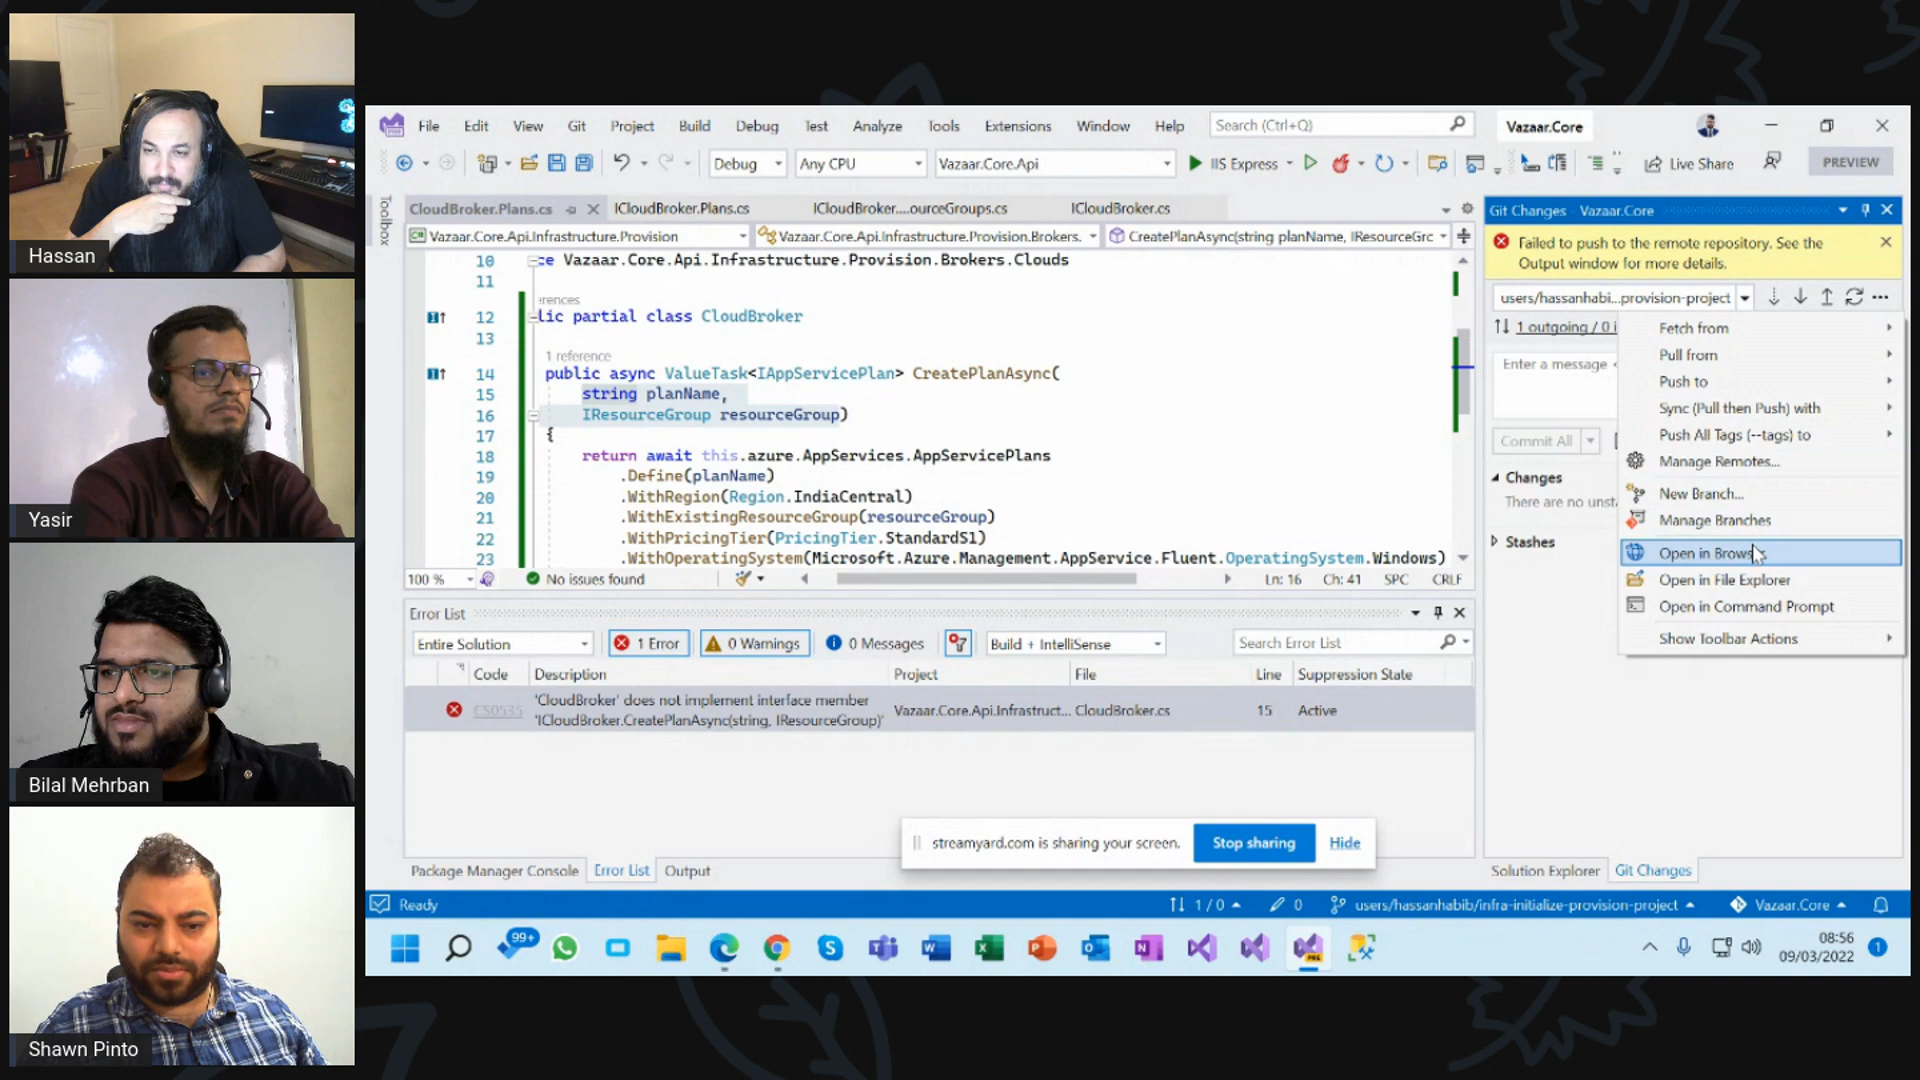 Hassan
Yasir
Bilal Mehrban
Shawn Pinto
File Edit View Git Project Build Debug Test Analyze Tools Extensions Window Help Search (Ctrl+Q) Vazaar.Core
Debug Any CPU Vazaar.Core.Api IIS Express Live Share PREVIEW
Toolbox
CloudBroker.Plans.cs ICloudBroker.Plans.cs ICloudBroker....ourceGroups.cs ICloudBroker.cs
Vazaar.Core.Api.Infrastructure.Provision Vazaar.Core.Api.Infrastructure.Provision.Brokers. CreatePlanAsync(string planName, IResourceGrc
10 ce Vazaar.Core.Api.Infrastructure.Provision.Brokers.Clouds
11
erences
12 lic partial class CloudBroker
13
1 reference
14 public async ValueTask<IAppServicePlan> CreatePlanAsync(
15 string planName,
16 IResourceGroup resourceGroup)
17 {
18 return await this.azure.AppServices.AppServicePlans
19 .Define(planName)
20 .WithRegion(Region.IndiaCentral)
21 .WithExistingResourceGroup(resourceGroup)
22 .WithPricingTier(PricingTier.StandardS1)
23 .WithOperatingSystem(Microsoft.Azure.Management.AppService.Fluent.OperatingSystem.Windows)
100 % No issues found Ln: 16 Ch: 41 SPC CRLF
Error List
Entire Solution 1 Error 0 Warnings 0 Messages Build + IntelliSense Search Error List
Code Description Project File Line Suppression State
CS0535 'CloudBroker' does not implement interface member
'ICloudBroker.CreatePlanAsync(string, IResourceGroup)' Vazaar.Core.Api.Infrastruct... CloudBroker.cs 15 Active
streamyard.com is sharing your screen. Stop sharing Hide
Package Manager Console Error List Output
Git Changes - Vazaar.Core
Failed to push to the remote repository. See the
Output window for more details.
users/hassanhabi...provision-project
1 outgoing / 0 i
Enter a message <
Commit All
Changes
There are no unst
Stashes
Fetch from
Pull from
Push to
Sync (Pull then Push) with
Push All Tags (--tags) to
Manage Remotes...
New Branch...
Manage Branches
Open in Brows
Open in File Explorer
Open in Command Prompt
Show Toolbar Actions
Solution Explorer Git Changes
Ready 1 / 0 0 users/hassanhabib/infra-initialize-provision-project Vazaar.Core
99+
PRE
08:56
09/03/2022
1